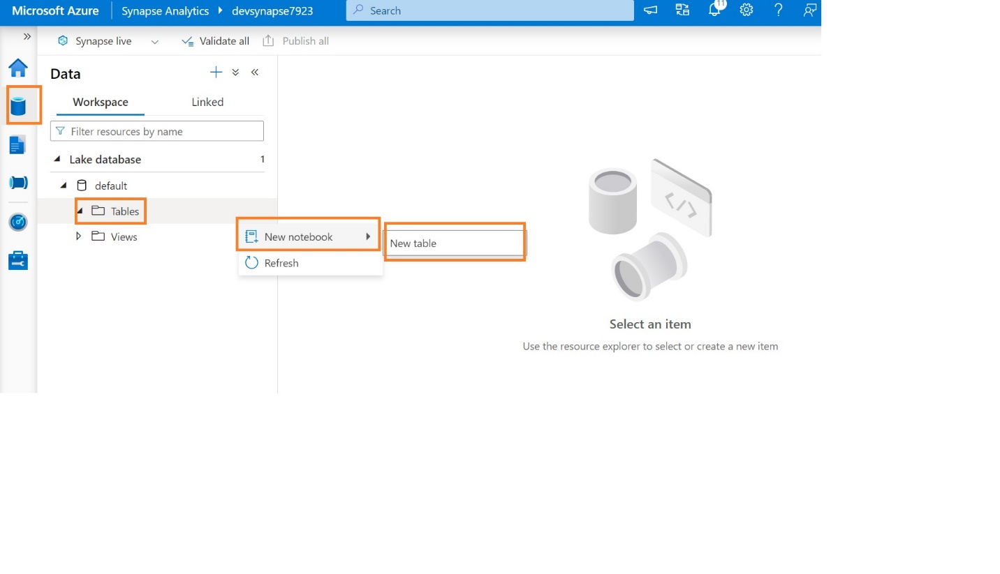 Microsoft Azure
Synapse Analytics
devsynapse7923
Search
11
Synapse live
Validate all
Publish all
Data
Workspace
Linked
Filter resources by name
Lake database 1
default
Tables
Views
New notebook
Refresh
New table
Select an item
Use the resource explorer to select or create a new item